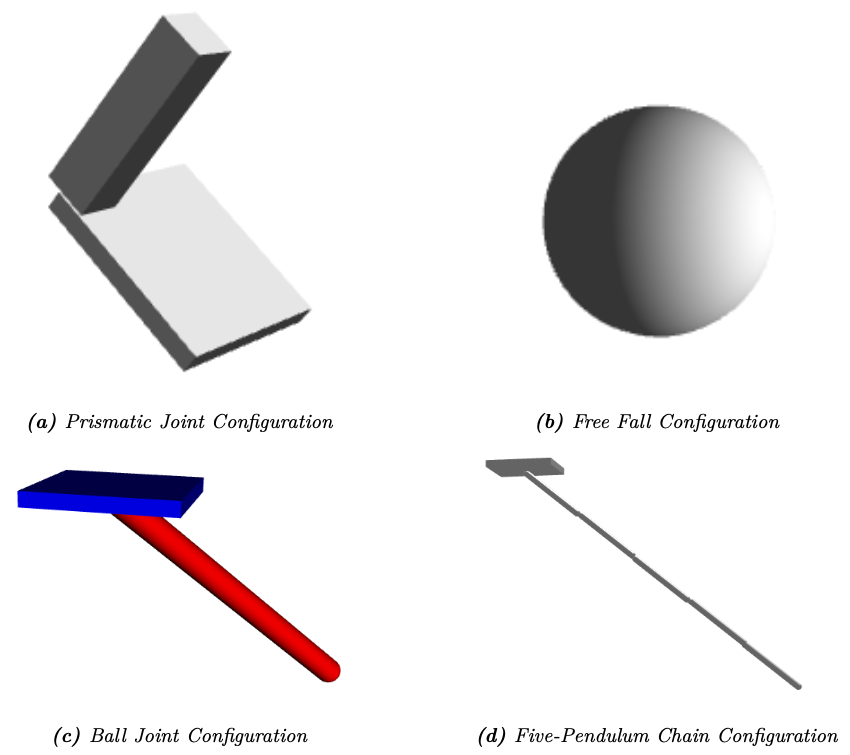 (a) Prismatic Joint Configuration
(b) Free Fall Configuration
(c) Ball Joint Configuration
(d) Five-Pendulum Chain Configuration